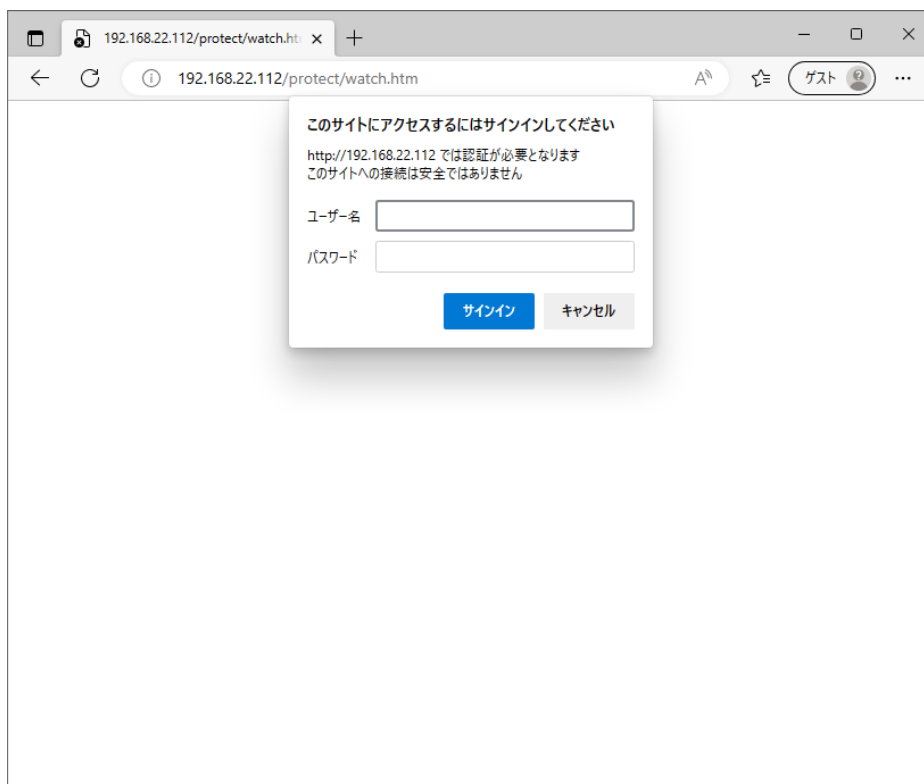 192.168.22.112/protect/watch.ht
192.168.22.112/protect/watch.htm
ゲスト
このサイトにアクセスするにはサインインしてください
http://192.168.22.112 では認証が必要となります
このサイトへの接続は安全ではありません
ユーザー名
パスワード
サインイン
キャンセル